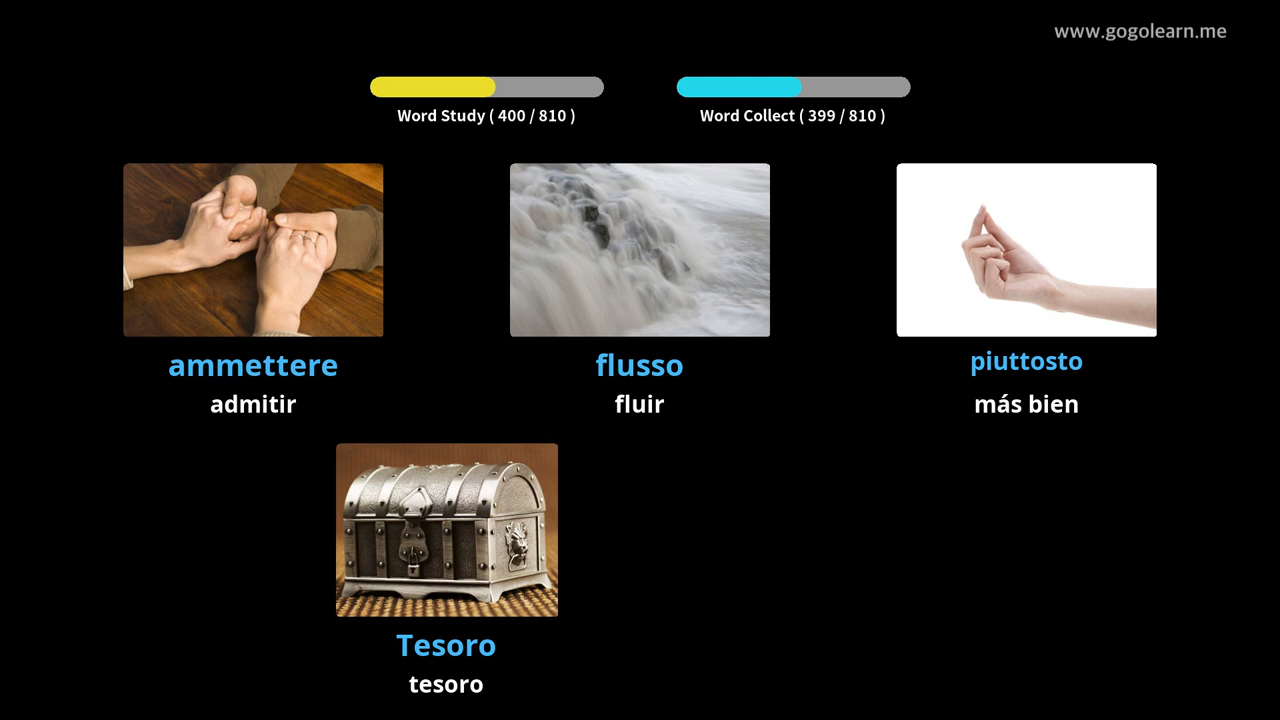 www.gogolearn.me
Word Study ( 400 / 810 )
Word Collect ( 399 / 810 )
ammettere
admitir
flusso
fluir
piuttosto
más bien
Tesoro
tesoro